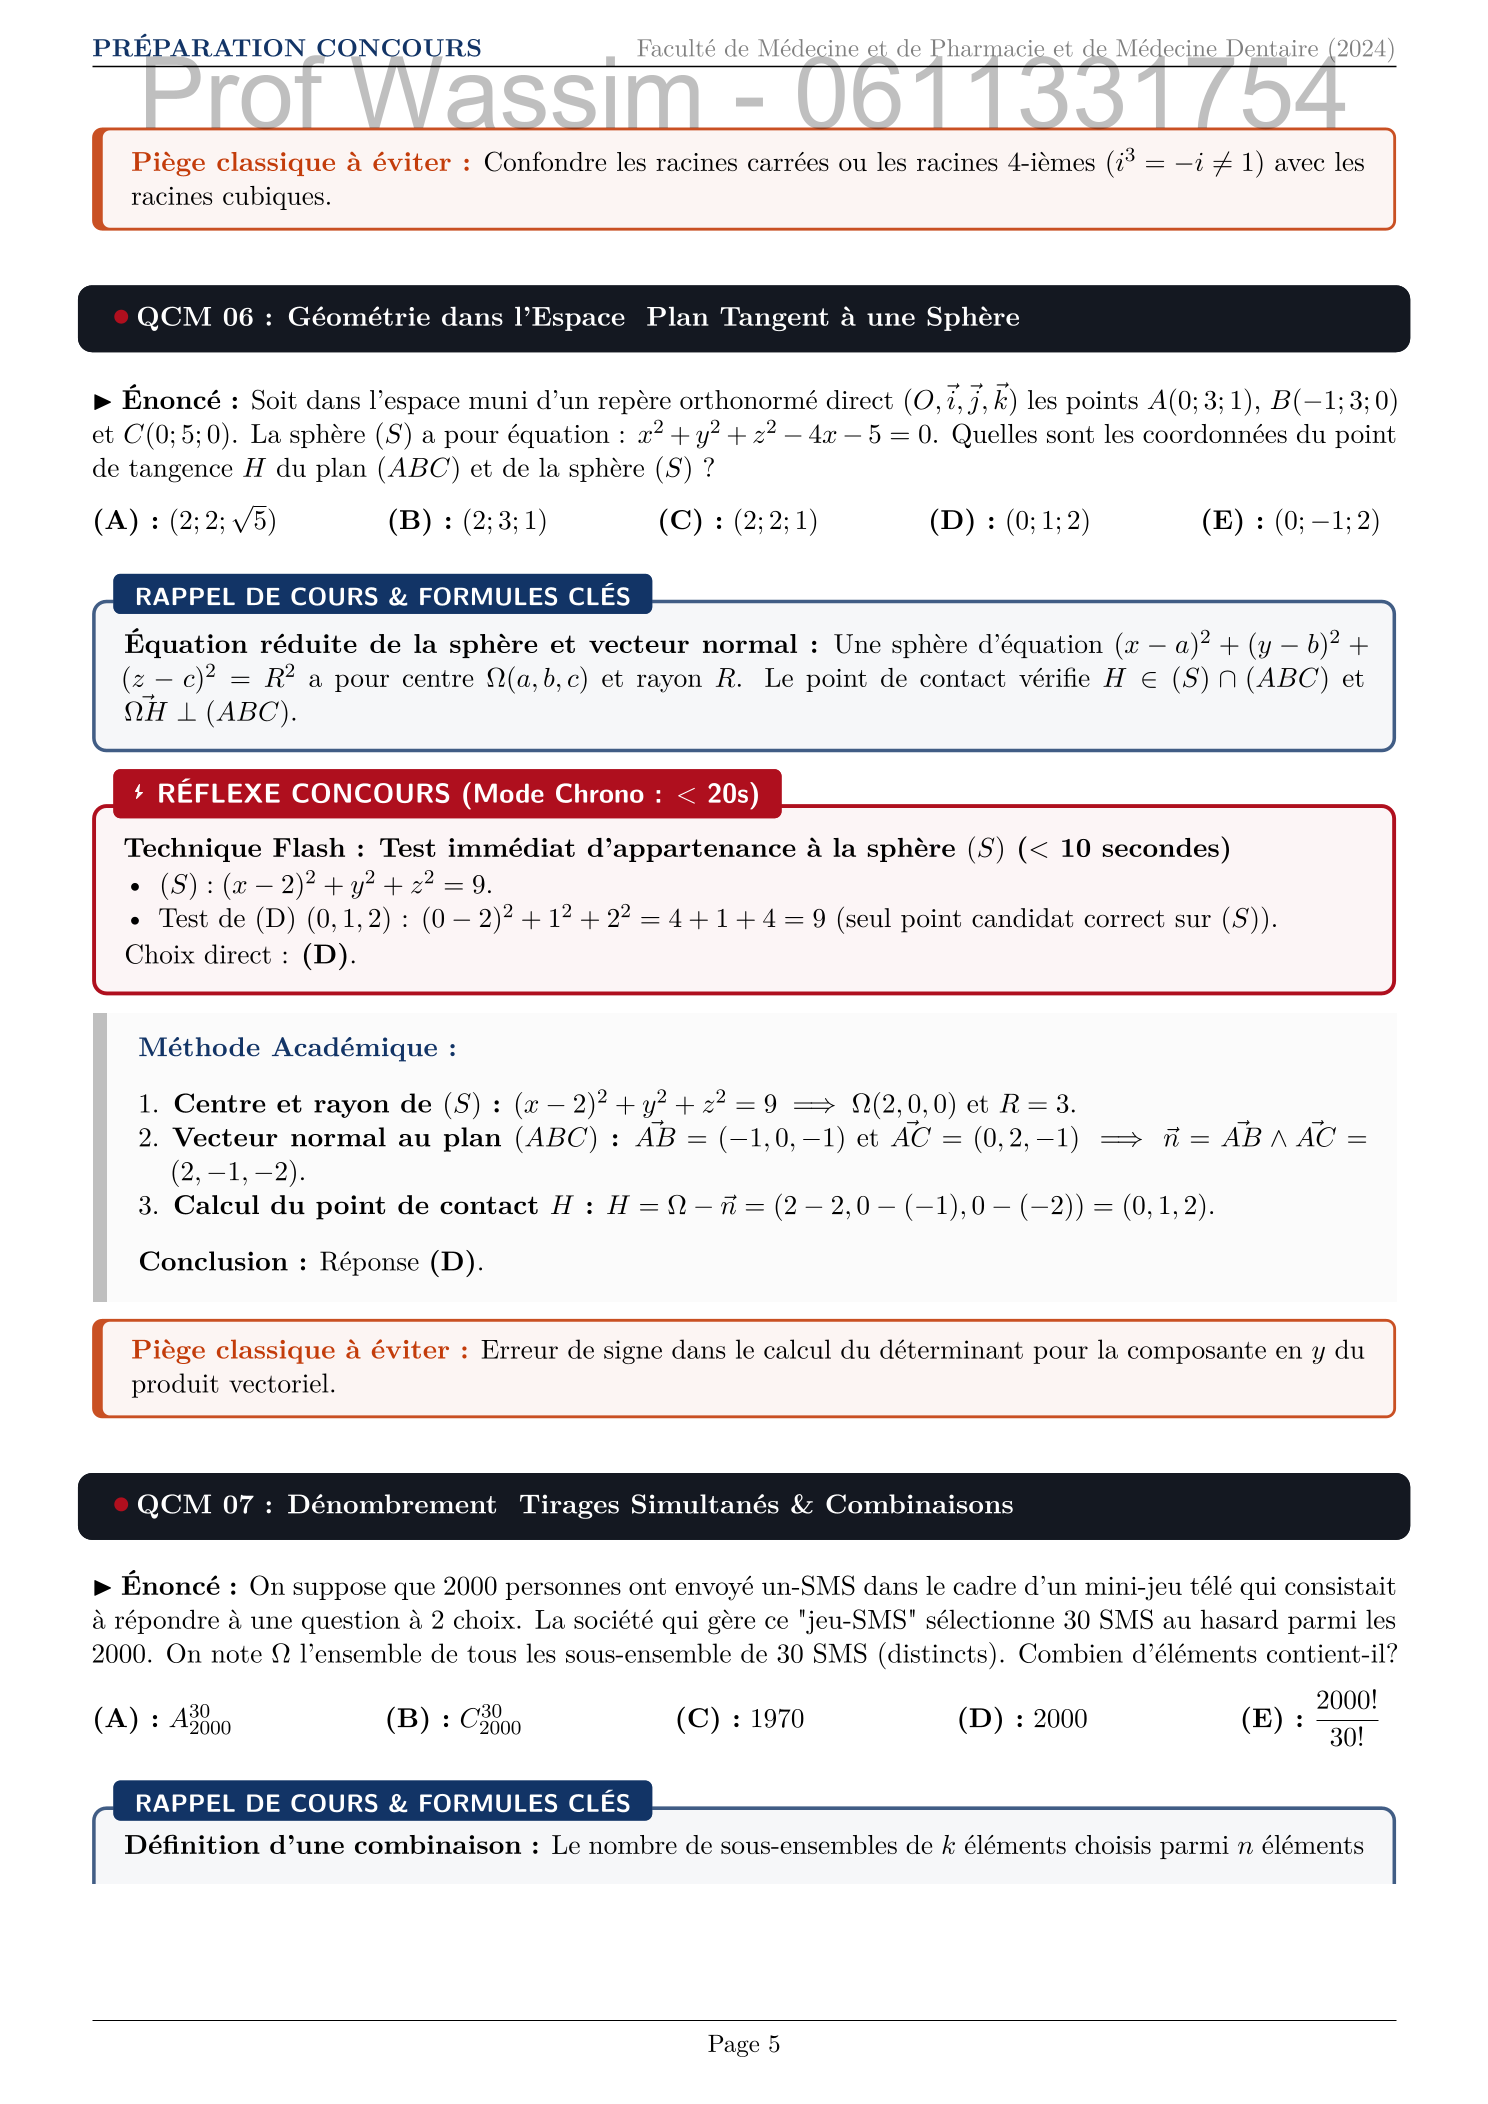 PRÉPARATION CONCOURS Faculté de Médecine et de Pharmacie et de Médecine Dentaire (2024)
Prof Wassim - 0611331754
Piège classique à éviter : Confondre les racines carrées ou les racines 4-ièmes (i³ = −i ≠ 1) avec les
racines cubiques.
● QCM 06 : Géométrie dans l'Espace Plan Tangent à une Sphère
▶ Énoncé : Soit dans l'espace muni d'un repère orthonormé direct (O, i⃗, j⃗, k⃗) les points A(0; 3; 1), B(−1; 3; 0)
et C(0; 5; 0). La sphère (S) a pour équation : x² + y² + z² − 4x − 5 = 0. Quelles sont les coordonnées du point
de tangence H du plan (ABC) et de la sphère (S) ?
(A) : (2; 2; √5) (B) : (2; 3; 1) (C) : (2; 2; 1) (D) : (0; 1; 2) (E) : (0; −1; 2)
RAPPEL DE COURS & FORMULES CLÉS
Équation réduite de la sphère et vecteur normal : Une sphère d'équation (x − a)² + (y − b)² +
(z − c)² = R² a pour centre Ω(a, b, c) et rayon R. Le point de contact vérifie H ∈ (S) ∩ (ABC) et
ΩH⃗ ⊥ (ABC).
RÉFLEXE CONCOURS (Mode Chrono : < 20s)
Technique Flash : Test immédiat d'appartenance à la sphère (S) (< 10 secondes)
• (S) : (x − 2)² + y² + z² = 9.
• Test de (D) (0, 1, 2) : (0 − 2)² + 1² + 2² = 4 + 1 + 4 = 9 (seul point candidat correct sur (S)).
Choix direct : (D).
Méthode Académique :
1. Centre et rayon de (S) : (x − 2)² + y² + z² = 9 ⟹ Ω(2, 0, 0) et R = 3.
2. Vecteur normal au plan (ABC) : AB⃗ = (−1, 0, −1) et AC⃗ = (0, 2, −1) ⟹ n⃗ = AB⃗ ∧ AC⃗ =
(2, −1, −2).
3. Calcul du point de contact H : H = Ω − n⃗ = (2 − 2, 0 − (−1), 0 − (−2)) = (0, 1, 2).
Conclusion : Réponse (D).
Piège classique à éviter : Erreur de signe dans le calcul du déterminant pour la composante en y du
produit vectoriel.
● QCM 07 : Dénombrement Tirages Simultanés & Combinaisons
▶ Énoncé : On suppose que 2000 personnes ont envoyé un-SMS dans le cadre d'un mini-jeu télé qui consistait
à répondre à une question à 2 choix. La société qui gère ce "jeu-SMS" sélectionne 30 SMS au hasard parmi les
2000. On note Ω l'ensemble de tous les sous-ensemble de 30 SMS (distincts). Combien d'éléments contient-il?
(A) : A₂₀₀₀³⁰ (B) : C₂₀₀₀³⁰ (C) : 1970 (D) : 2000 (E) : 2000!/30!
RAPPEL DE COURS & FORMULES CLÉS
Définition d'une combinaison : Le nombre de sous-ensembles de k éléments choisis parmi n éléments
Page 5